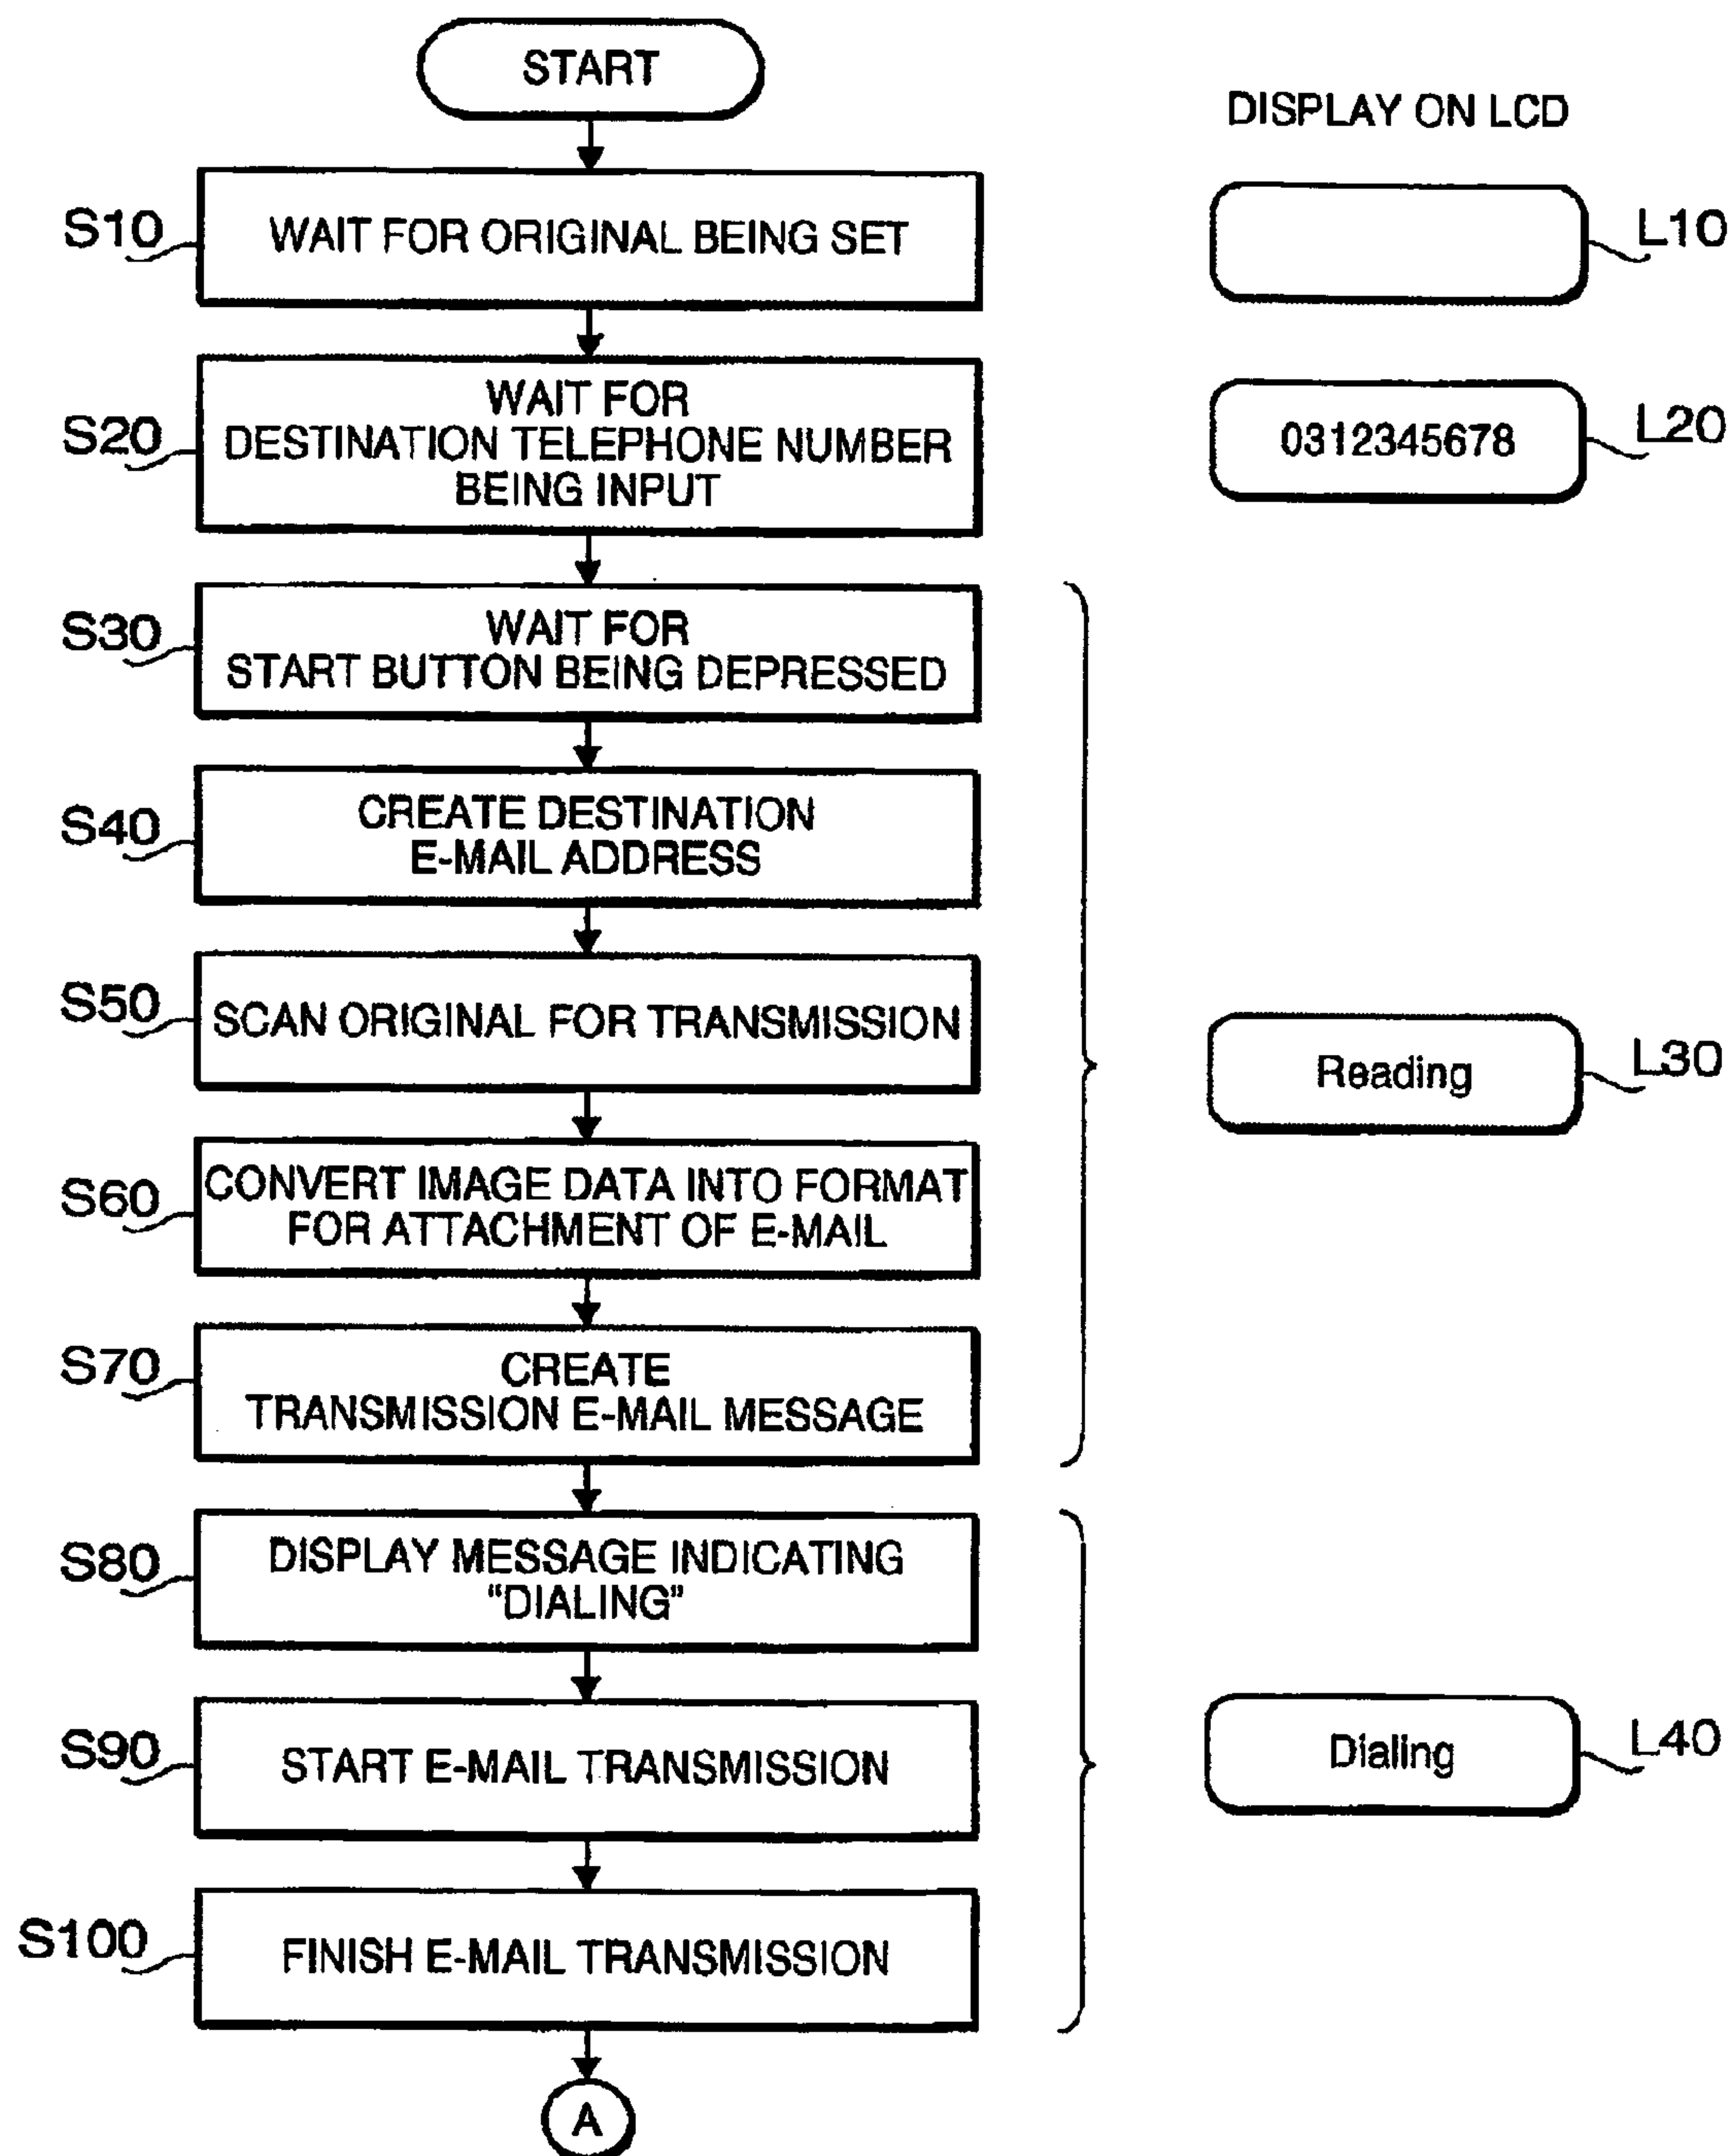 START
DISPLAY ON LCD
S10
WAIT FOR ORIGINAL BEING SET
L10
S20
WAIT FOR
DESTINATION TELEPHONE NUMBER
BEING INPUT
0312345678
L20
S30
WAIT FOR
START BUTTON BEING DEPRESSED
S40
CREATE DESTINATION
E-MAIL ADDRESS
S50
SCAN ORIGINAL FOR TRANSMISSION
Reading
L30
S60
CONVERT IMAGE DATA INTO FORMAT
FOR ATTACHMENT OF E-MAIL
S70
CREATE
TRANSMISSION E-MAIL MESSAGE
S80
DISPLAY MESSAGE INDICATING
“DIALING”
S90
START E-MAIL TRANSMISSION
Dialing
L40
S100
FINISH E-MAIL TRANSMISSION
A